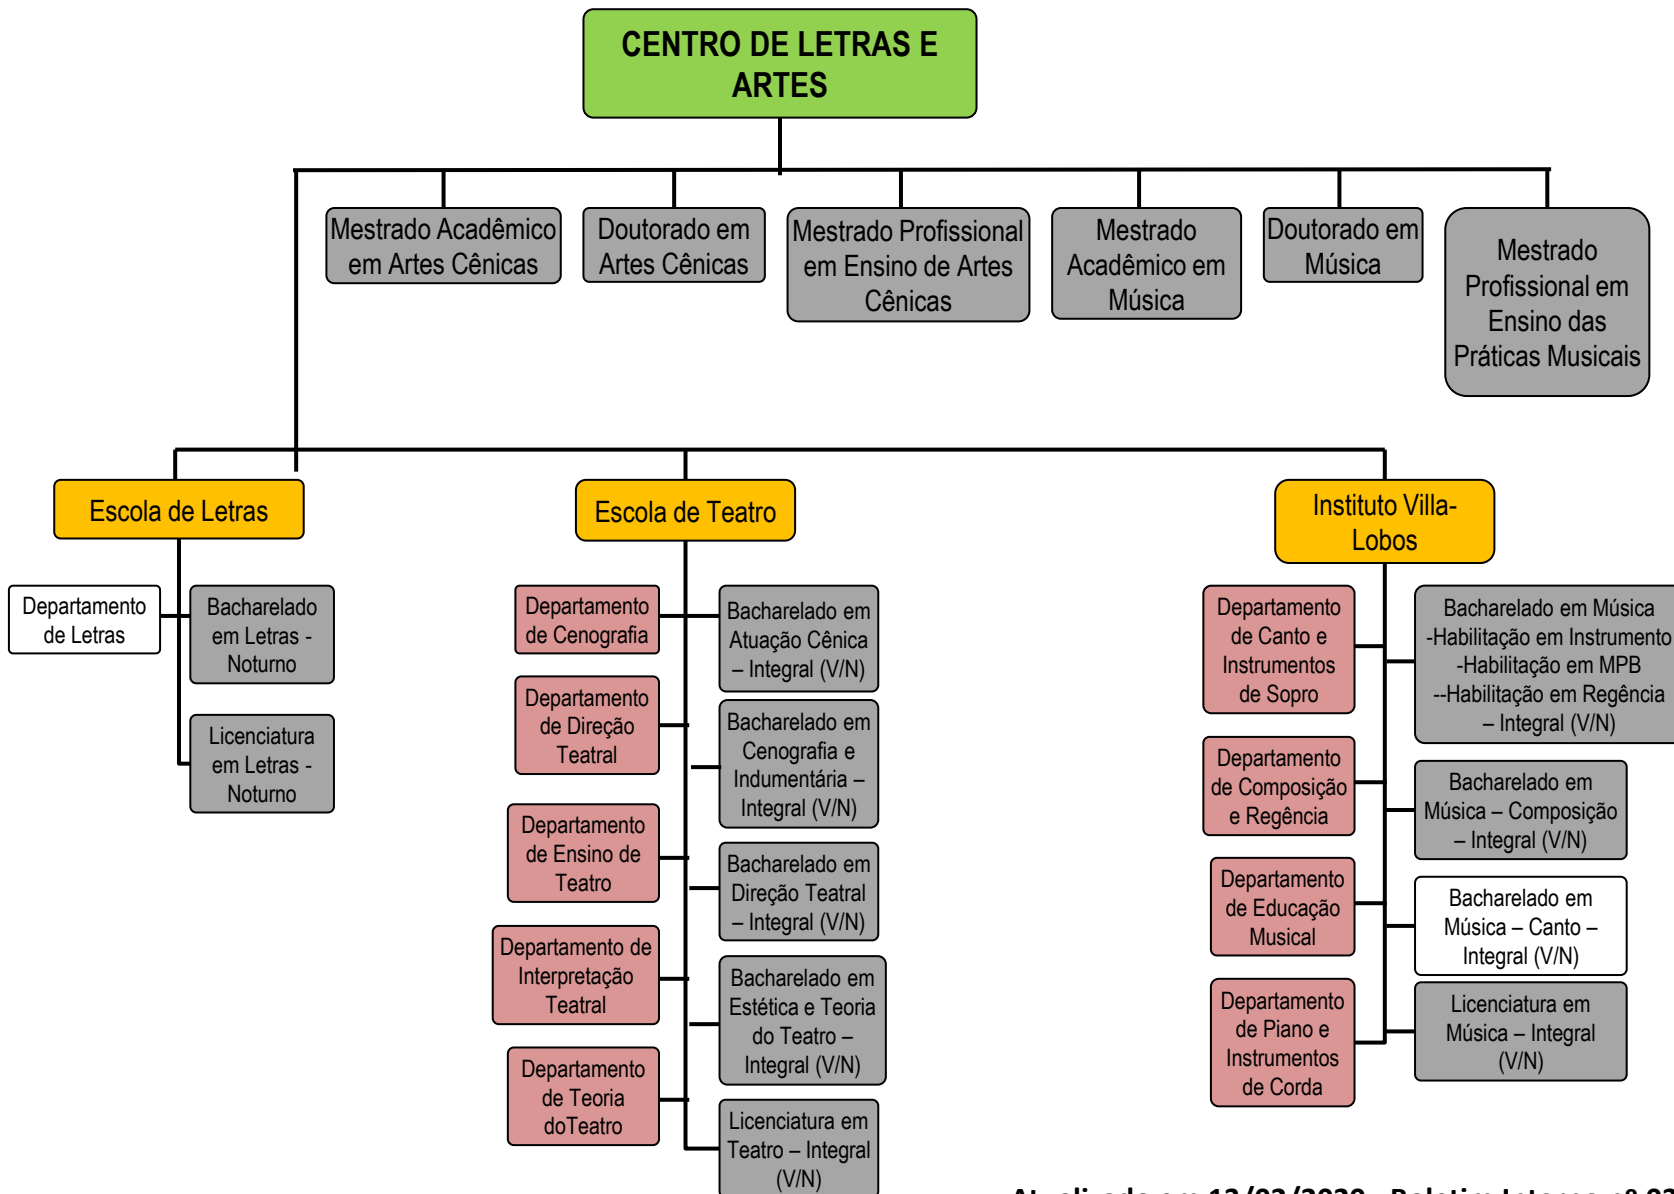 CENTRO DE LETRAS E
ARTES
Mestrado Acadêmico
em Artes Cênicas
Doutorado em
Artes Cênicas
Mestrado Profissional
em Ensino de Artes
Cênicas
Mestrado
Acadêmico em
Música
Doutorado em
Música
Mestrado
Profissional em
Ensino das
Práticas Musicais
Escola de Letras
Departamento
de Letras
Bacharelado
em Letras -
Noturno
Licenciatura
em Letras -
Noturno
Escola de Teatro
Departamento
de Cenografia
Departamento
de Direção
Teatral
Departamento
de Ensino de
Teatro
Departamento de
Interpretação
Teatral
Departamento
de Teoria
doTeatro
Bacharelado em
Atuação Cênica
– Integral (V/N)
Bacharelado em
Cenografia e
Indumentária –
Integral (V/N)
Bacharelado em
Direção Teatral
– Integral (V/N)
Bacharelado em
Estética e Teoria
do Teatro –
Integral (V/N)
Licenciatura em
Teatro – Integral
(V/N)
Instituto Villa-
Lobos
Departamento
de Canto e
Instrumentos
de Sopro
Departamento
de Composição
e Regência
Departamento
de Educação
Musical
Departamento
de Piano e
Instrumentos
de Corda
Bacharelado em Música
-Habilitação em Instrumento
-Habilitação em MPB
--Habilitação em Regência
– Integral (V/N)
Bacharelado em
Música – Composição
– Integral (V/N)
Bacharelado em
Música – Canto –
Integral (V/N)
Licenciatura em
Música – Integral
(V/N)